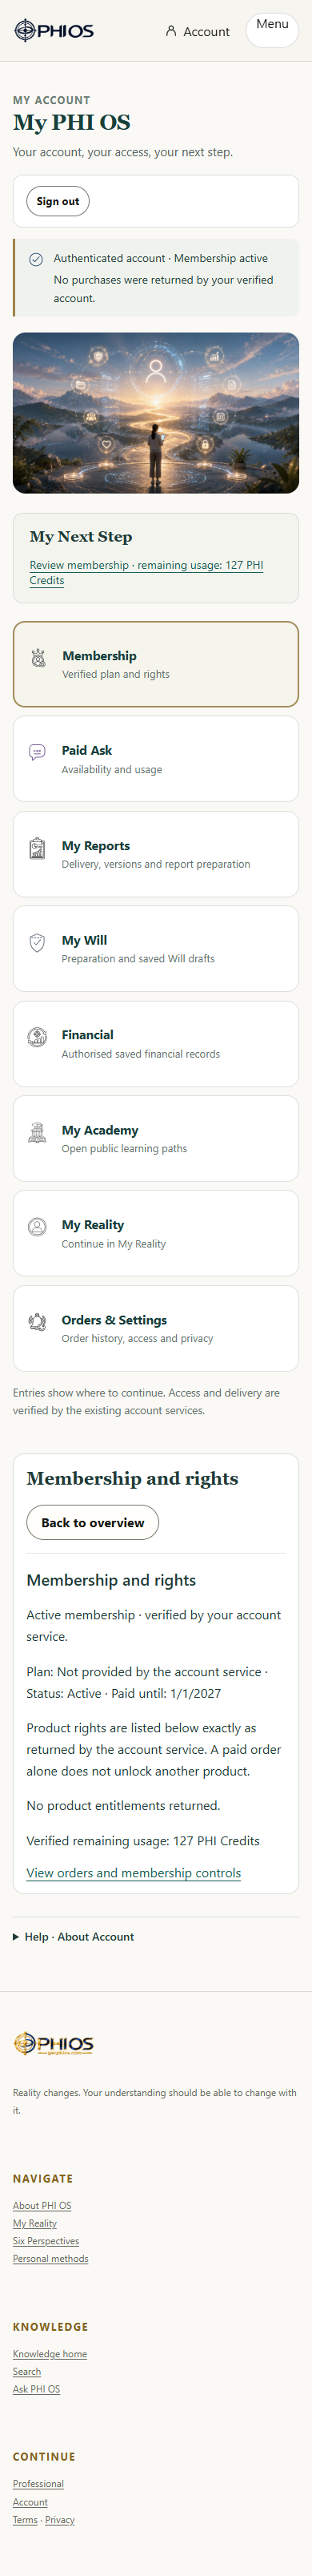 PHIOS
Account
Menu
MY ACCOUNT
My PHI OS
Your account, your access, your next step.
Sign out
Authenticated account · Membership active
No purchases were returned by your verified
account.
My Next Step
Review membership · remaining usage: 127 PHI
Credits
Membership
Verified plan and rights
Paid Ask
Availability and usage
My Reports
Delivery, versions and report preparation
My Will
Preparation and saved Will drafts
Financial
Authorised saved financial records
My Academy
Open public learning paths
My Reality
Continue in My Reality
Orders & Settings
Order history, access and privacy
Entries show where to continue. Access and delivery are
verified by the existing account services.
Membership and rights
Back to overview
Membership and rights
Active membership · verified by your account
service.
Plan: Not provided by the account service ·
Status: Active · Paid until: 1/1/2027
Product rights are listed below exactly as
returned by the account service. A paid order
alone does not unlock another product.
No product entitlements returned.
Verified remaining usage: 127 PHI Credits
View orders and membership controls
Help · About Account
PHIOS
Reality changes. Your understanding should be able to change with
it.
NAVIGATE
About PHI OS
My Reality
Six Perspectives
Personal methods
KNOWLEDGE
Knowledge home
Search
Ask PHI OS
CONTINUE
Professional
Account
Terms · Privacy